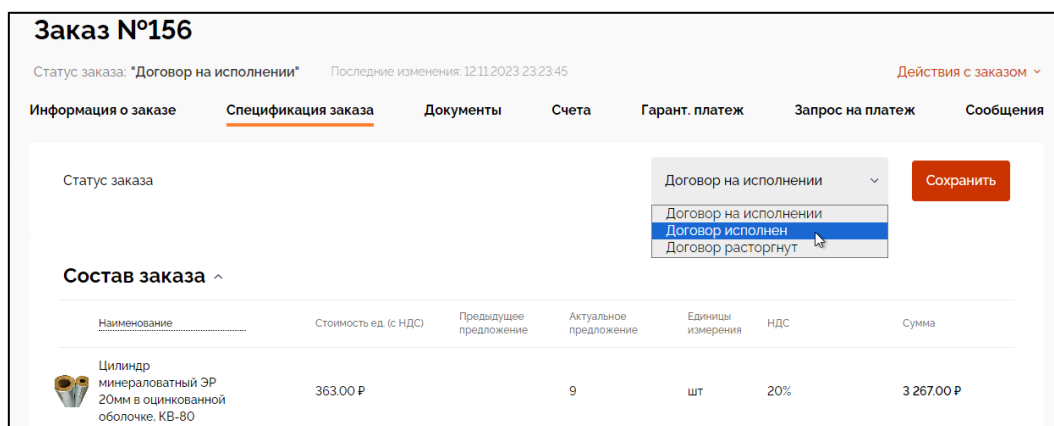 Заказ №156
Статус заказа: "Договор на исполнении" Последние изменения: 12.11.2023 23:23:45 Действия с заказом
Информация о заказе Спецификация заказа Документы Счета Гарант. платеж Запрос на платеж Сообщения
Статус заказа Договор на исполнении Сохранить
Договор на исполнении
Договор исполнен
Договор расторгнут
Состав заказа
Наименование Стоимость ед. (с НДС) Предыдущее предложение Актуальное предложение Единицы измерения НДС Сумма
Цилиндр
минераловатный ЭР
20мм в оцинкованной
оболочке, КВ-80
363.00 ₽ 9 шт 20% 3 267.00 ₽